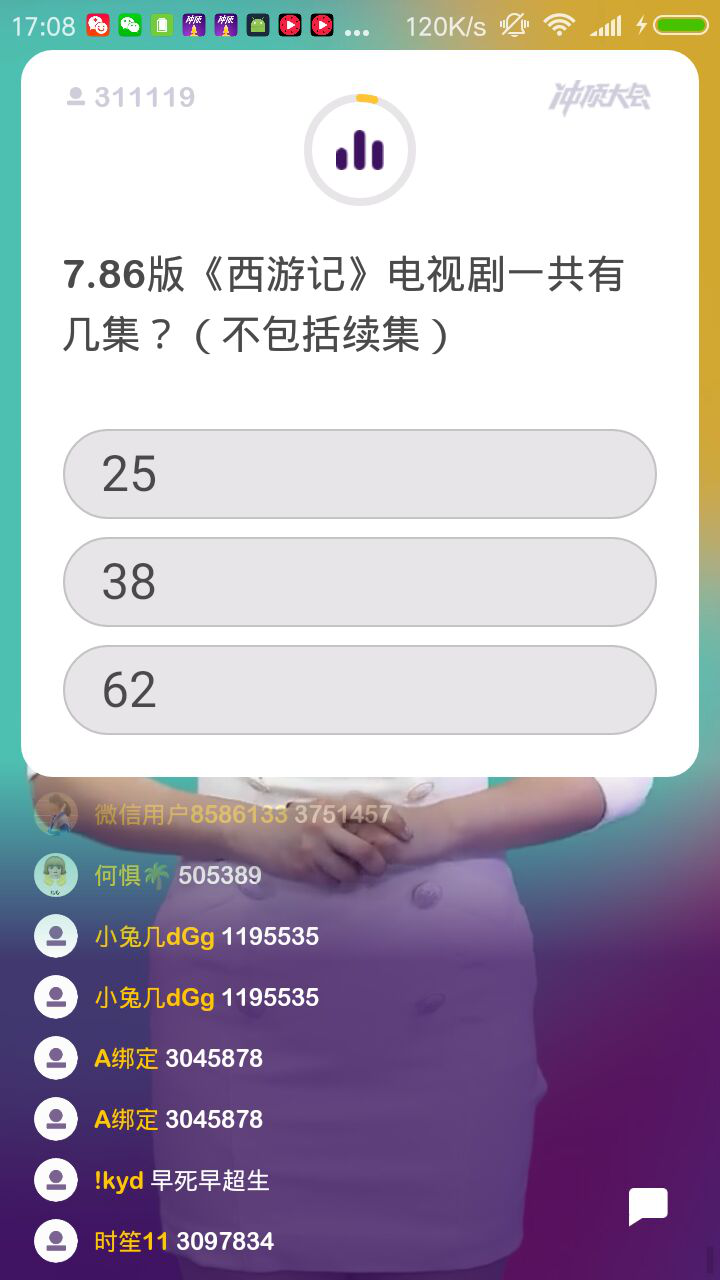 17:08 120K/s
311119 冲顶大会
7.86版《西游记》电视剧一共有
几集？（不包括续集）
25
38
62
微信用户8586133 3751457
何惧🌴 505389
小兔几dGg 1195535
小兔几dGg 1195535
A绑定 3045878
A绑定 3045878
!kyd 早死早超生
时笙11 3097834